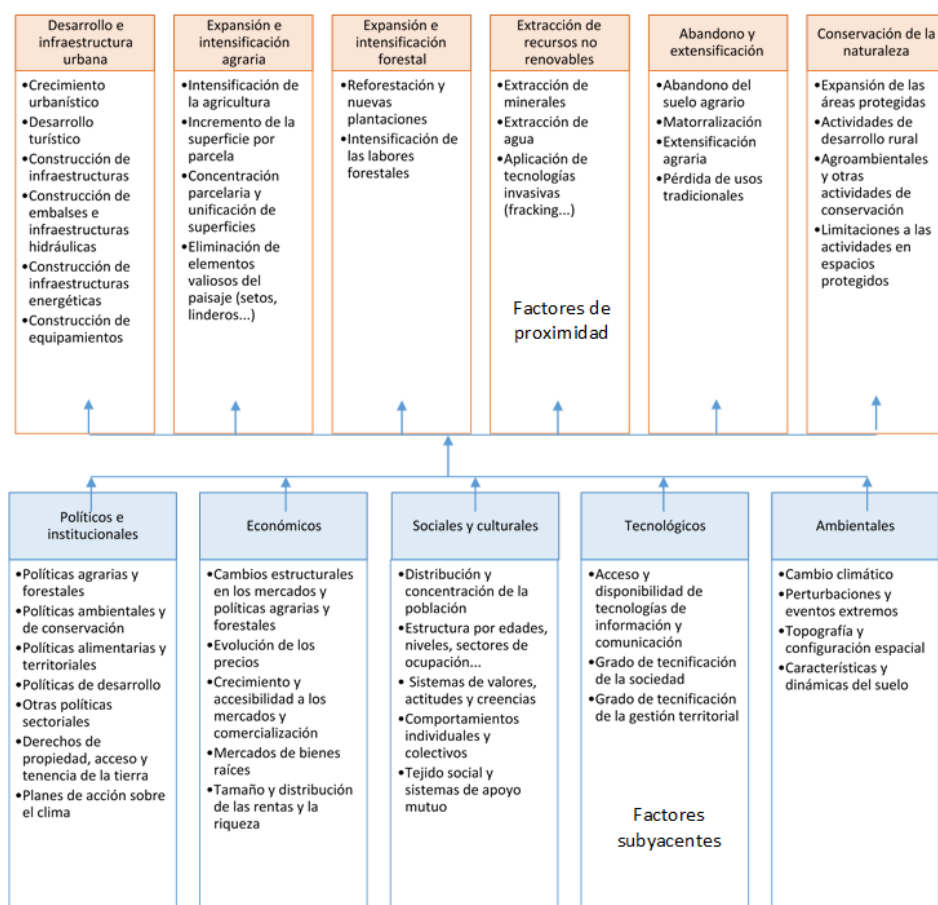 Desarrollo e
infraestructura
urbana
•Crecimiento
urbanístico
•Desarrollo
turístico
•Construcción de
infraestructuras
•Construcción de
embalses e
infraestructuras
hidráulicas
•Construcción de
infraestructuras
energéticas
•Construcción de
equipamientos
Expansión e
intensificación
agraria
•Intensificación de
la agricultura
•Incremento de la
superficie por
parcela
•Concentración
parcelaria y
unificación de
superficies
•Eliminación de
elementos
valiosos del
paisaje (setos,
linderos...)
Expansión e
intensificación
forestal
•Reforestación y
nuevas
plantaciones
•Intensificación de
las labores
forestales
Extracción de
recursos no
renovables
•Extracción de
minerales
•Extracción de
agua
•Aplicación de
tecnologías
invasivas
(fracking...)
Factores de
proximidad
Abandono y
extensificación
•Abandono del
suelo agrario
•Matorralización
•Extensificación
agraria
•Pérdida de usos
tradicionales
Conservación de la
naturaleza
•Expansión de las
áreas protegidas
•Actividades de
desarrollo rural
•Agroambientales
y otras
actividades de
conservación
•Limitaciones a las
actividades en
espacios
protegidos
Políticos e
institucionales
•Políticas agrarias y
forestales
•Políticas ambientales y
de conservación
•Políticas alimentarias y
territoriales
•Políticas de desarrollo
•Otras políticas
sectoriales
•Derechos de
propiedad, acceso y
tenencia de la tierra
•Planes de acción sobre
el clima
Económicos
•Cambios estructurales
en los mercados y
políticas agrarias y
forestales
•Evolución de los
precios
•Crecimiento y
accesibilidad a los
mercados y
comercialización
•Mercados de bienes
raíces
•Tamaño y distribución
de las rentas y la
riqueza
Sociales y culturales
•Distribución y
concentración de la
población
•Estructura por edades,
niveles, sectores de
ocupación...
• Sistemas de valores,
actitudes y creencias
•Comportamientos
individuales y
colectivos
•Tejido social y
sistemas de apoyo
mutuo
Tecnológicos
•Acceso y
disponibilidad de
tecnologías de
información y
comunicación
•Grado de tecnificación
de la sociedad
•Grado de tecnificación
de la gestión territorial
Factores
subyacentes
Ambientales
•Cambio climático
•Perturbaciones y
eventos extremos
•Topografía y
configuración espacial
•Características y
dinámicas del suelo